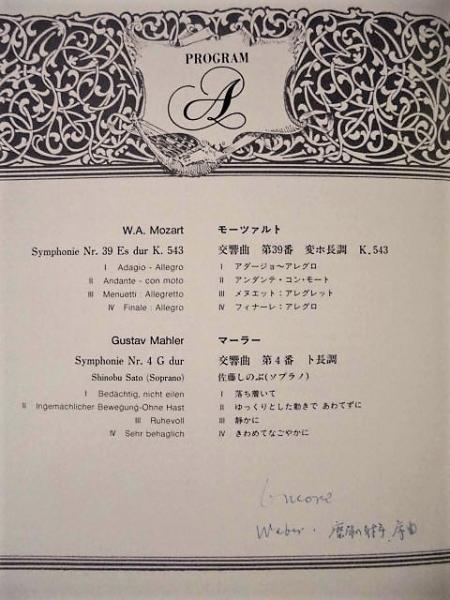 PROGRAM
A
W.A. Mozart モーツァルト
Symphonie Nr. 39 Es dur K. 543 交響曲 第39番 変ホ長調 K.543
I Adagio - Allegro I アダージョ〜アレグロ
II Andante - con moto II アンダンテ・コン・モート
III Menuetti : Allegretto III メヌエット:アレグレット
IV Finale : Allegro IV フィナーレ:アレグロ
Gustav Mahler マーラー
Symphonie Nr. 4 G dur 交響曲 第4番 ト長調
Shinobu Sato (Soprano) 佐藤しのぶ(ソプラノ)
I Bedächtig, nicht eilen I 落ち着いて
II Ingemachlicher Bewegung-Ohne Hast II ゆっくりとした動きで あわてずに
III Ruhevoll III 静かに
IV Sehr behaglich IV きわめてなごやかに
Encore
Weber. 序曲